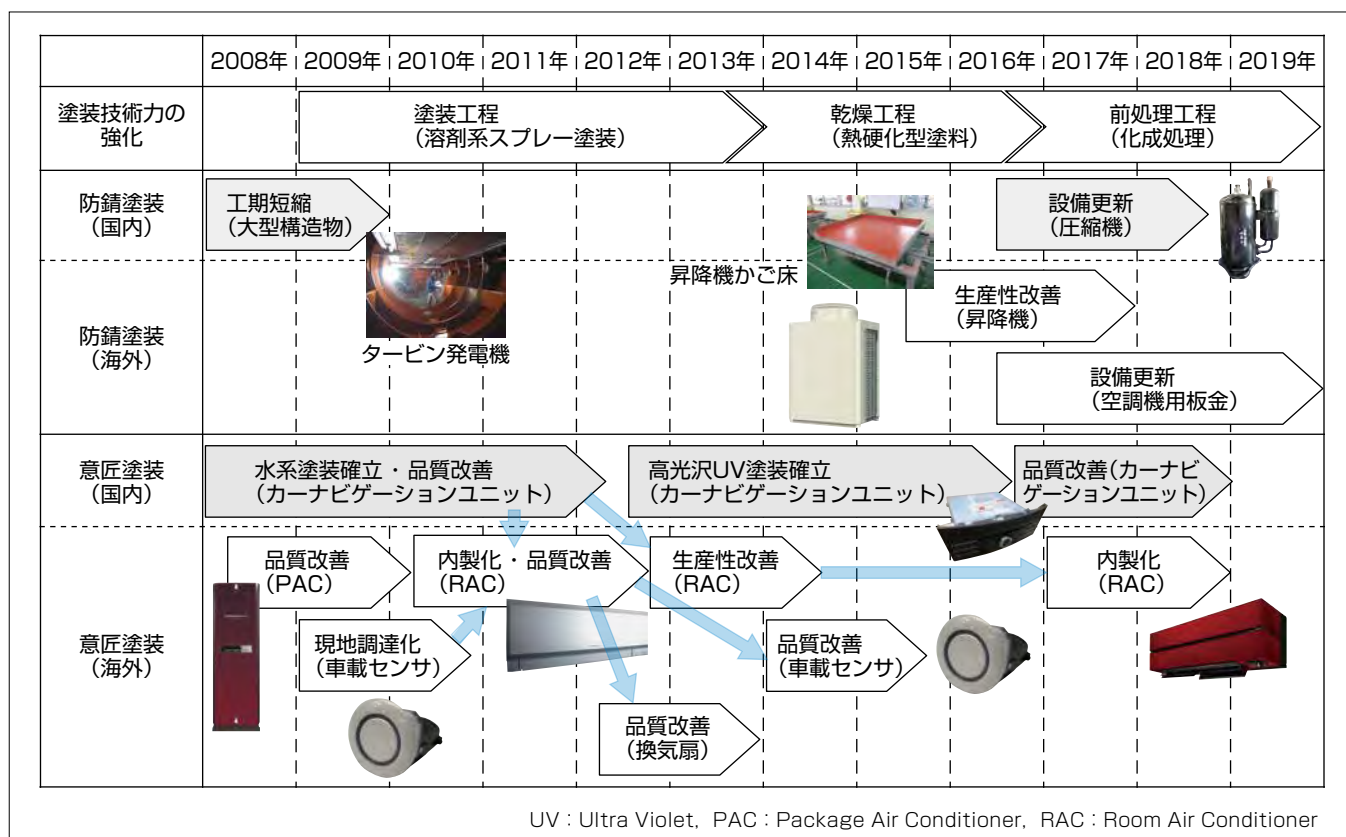 2008年 2009年 2010年 2011年 2012年 2013年 2014年 2015年 2016年 2017年 2018年 2019年
塗装技術力の
強化
塗装工程
（溶剤系スプレー塗装）
乾燥工程
（熱硬化型塗料）
前処理工程
（化成処理）
防錆塗装
（国内）
工期短縮
（大型構造物）
設備更新
（圧縮機）
防錆塗装
（海外）
タービン発電機
昇降機かご床
生産性改善
（昇降機）
設備更新
（空調機用板金）
意匠塗装
（国内）
水系塗装確立・品質改善
（カーナビゲーションユニット）
高光沢UV塗装確立
（カーナビゲーションユニット）
品質改善（カーナビ
ゲーションユニット）
意匠塗装
（海外）
品質改善
（PAC）
内製化・品質改善
（RAC）
生産性改善
（RAC）
内製化
（RAC）
現地調達化
（車載センサ）
品質改善
（車載センサ）
品質改善
（換気扇）
UV：Ultra Violet, PAC：Package Air Conditioner, RAC：Room Air Conditioner